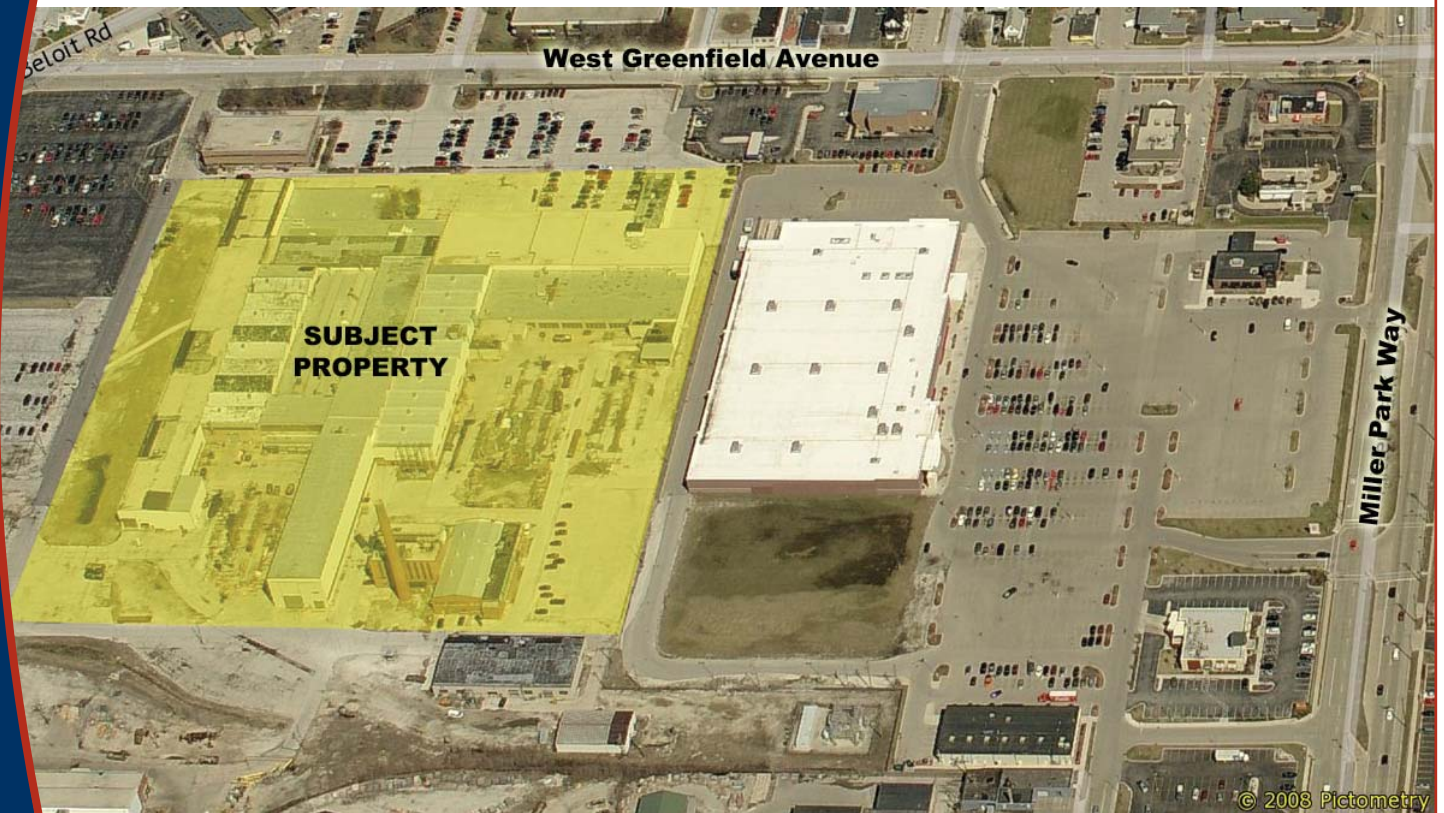 Beloit Rd
West Greenfield Avenue
SUBJECT
PROPERTY
Miller Park Way
© 2008 Pictometry